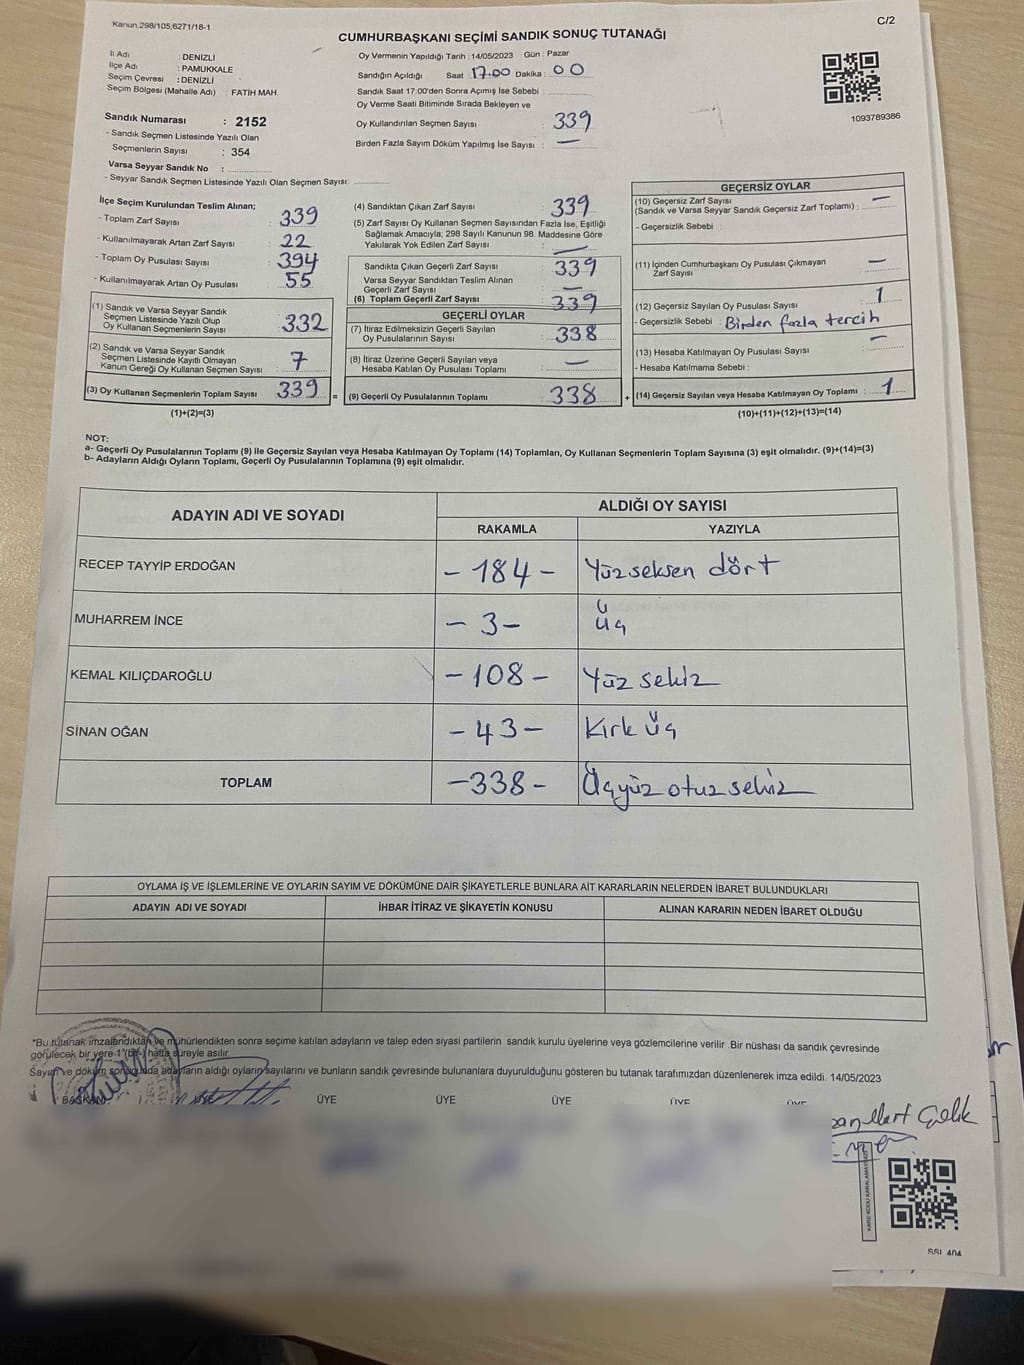 Kanun.298/105,6271/18-1
C/2
CUMHURBAŞKANI SEÇİMİ SANDIK SONUÇ TUTANAĞI
İl Adı : DENİZLİ
İlçe Adı : PAMUKKALE
Seçim Çevresi : DENİZLİ
Seçim Bölgesi (Mahalle Adı) : FATİH MAH.
Oy Vermenin Yapıldığı Tarih : 14/05/2023 Gün : Pazar
Sandığın Açıldığı Saat : 17:00 Dakika : 00
Sandık Saat 17:00'den Sonra Açmış İse Sebebi :
Oy Verme Saati Bitiminde Sırada Bekleyen ve
Oy Kullandırılan Seçmen Sayısı : 339
Birden Fazla Sayım Döküm Yapılmış İse Sayısı : —
1093789386
Sandık Numarası : 2152
- Sandık Seçmen Listesinde Yazılı Olan
Seçmenlerin Sayısı : 354
Varsa Seyyar Sandık No :
- Seyyar Sandık Seçmen Listesinde Yazılı Olan Seçmen Sayısı:
İlçe Seçim Kurulundan Teslim Alınan;
- Toplam Zarf Sayısı : 339
- Kullanılmayarak Artan Zarf Sayısı : 22
- Toplam Oy Pusulası Sayısı : 394
- Kullanılmayarak Artan Oy Pusulası : 55
(1) Sandık ve Varsa Seyyar Sandık
Seçmen Listesinde Yazılı Olup
Oy Kullanan Seçmenlerin Sayısı : 332
(2) Sandık ve Varsa Seyyar Sandık
Seçmen Listesinde Kayıtlı Olmayan
Kanun Gereği Oy Kullanan Seçmen Sayısı : 7
(3) Oy Kullanan Seçmenlerin Toplam Sayısı : 339
(1)+(2)=(3)
(4) Sandıktan Çıkan Zarf Sayısı : 339
(5) Zarf Sayısı Oy Kullanan Seçmen Sayısından Fazla İse, Eşitliği
Sağlamak Amacıyla, 298 Sayılı Kanunun 98. Maddesine Göre
Yakılarak Yok Edilen Zarf Sayısı : —
Sandıkta Çıkan Geçerli Zarf Sayısı : 339
Varsa Seyyar Sandıktan Teslim Alınan
Geçerli Zarf Sayısı : —
(6) Toplam Geçerli Zarf Sayısı : 339
GEÇERLİ OYLAR
(7) İtiraz Edilmeksizin Geçerli Sayılan
Oy Pusulalarının Sayısı : 338
(8) İtiraz Üzerine Geçerli Sayılan veya
Hesaba Katılan Oy Pusulası Toplamı : —
= (9) Geçerli Oy Pusulalarının Toplamı : 338
GEÇERSİZ OYLAR
(10) Geçersiz Zarf Sayısı : —
(Sandık ve Varsa Seyyar Sandık Geçersiz Zarf Toplamı) :
- Geçersizlik Sebebi :
(11) İçinden Cumhurbaşkanı Oy Pusulası Çıkmayan
Zarf Sayısı : —
(12) Geçersiz Sayılan Oy Pusulası Sayısı : 1
- Geçersizlik Sebebi : Birden fazla tercih
(13) Hesaba Katılmayan Oy Pusulası Sayısı : —
- Hesaba Katılmama Sebebi :
+ (14) Geçersiz Sayılan veya Hesaba Katılmayan Oy Toplamı : 1
(10)+(11)+(12)+(13)=(14)
NOT:
a- Geçerli Oy Pusulalarının Toplamı (9) ile Geçersiz Sayılan veya Hesaba Katılmayan Oy Toplamı (14) Toplamları, Oy Kullanan Seçmenlerin Toplam Sayısına (3) eşit olmalıdır. (9)+(14)=(3)
b- Adayların Aldığı Oyların Toplamı, Geçerli Oy Pusulalarının Toplamına (9) eşit olmalıdır.
ADAYIN ADI VE SOYADI
ALDIĞI OY SAYISI
RAKAMLA YAZIYLA
RECEP TAYYİP ERDOĞAN - 184 - Yüzseksen dört
MUHARREM İNCE - 3 - Üç
KEMAL KILIÇDAROĞLU - 108 - Yüz sekiz
SİNAN OĞAN - 43 - Kırk Üç
TOPLAM - 338 - Üçyüz otuz sekiz
OYLAMA İŞ VE İŞLEMLERİNE VE OYLARIN SAYIM VE DÖKÜMÜNE DAİR ŞİKAYETLERLE BUNLARA AİT KARARLARIN NELERDEN İBARET BULUNDUKLARI
ADAYIN ADI VE SOYADI İHBAR İTİRAZ VE ŞİKAYETİN KONUSU ALINAN KARARIN NEDEN İBARET OLDUĞU
"Bu tutanak imzalandıktan ve mühürlendikten sonra seçime katılan adayların ve talep eden siyasi partilerin sandık kurulu üyelerine veya gözlemcilerine verilir .Bir nüshası da sandık çevresinde
görülecek bir yere 1 (bir) hafta süreyle asılır.
Sayım ve döküm sonucunda adayların aldığı oyların sayılarını ve bunların sandık çevresinde bulunanlara duyurulduğunu gösteren bu tutanak tarafımızdan düzenlenerek imza edildi. 14/05/2023
BAŞKAN ÜYE ÜYE ÜYE ÜYE ÜYE ÜYE
Mert Çelik